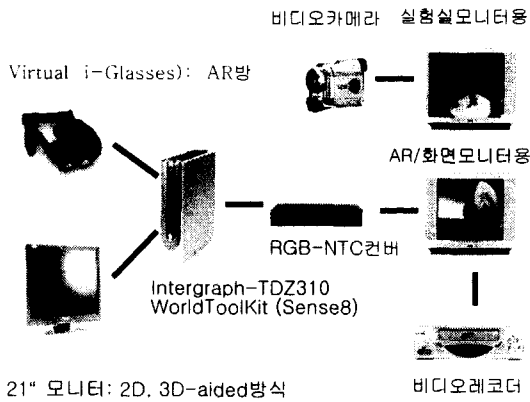 비디오카메라
실험실모니터용
Virtual i-Glasses): AR방
AR/화면모니터용
RGB-NTC컨버
Intergraph-TDZ310
WorldToolKit (Sense8)
21" 모니터: 2D, 3D-aided방식
비디오레코더